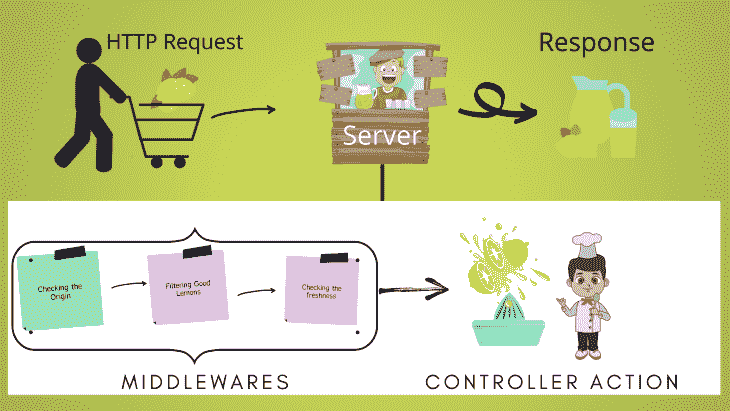 HTTP Request
Response
Server
Checking the
Origin
Filtering Good
Lemons
Checking the
freshness
MIDDLEWARES
CONTROLLER ACTION